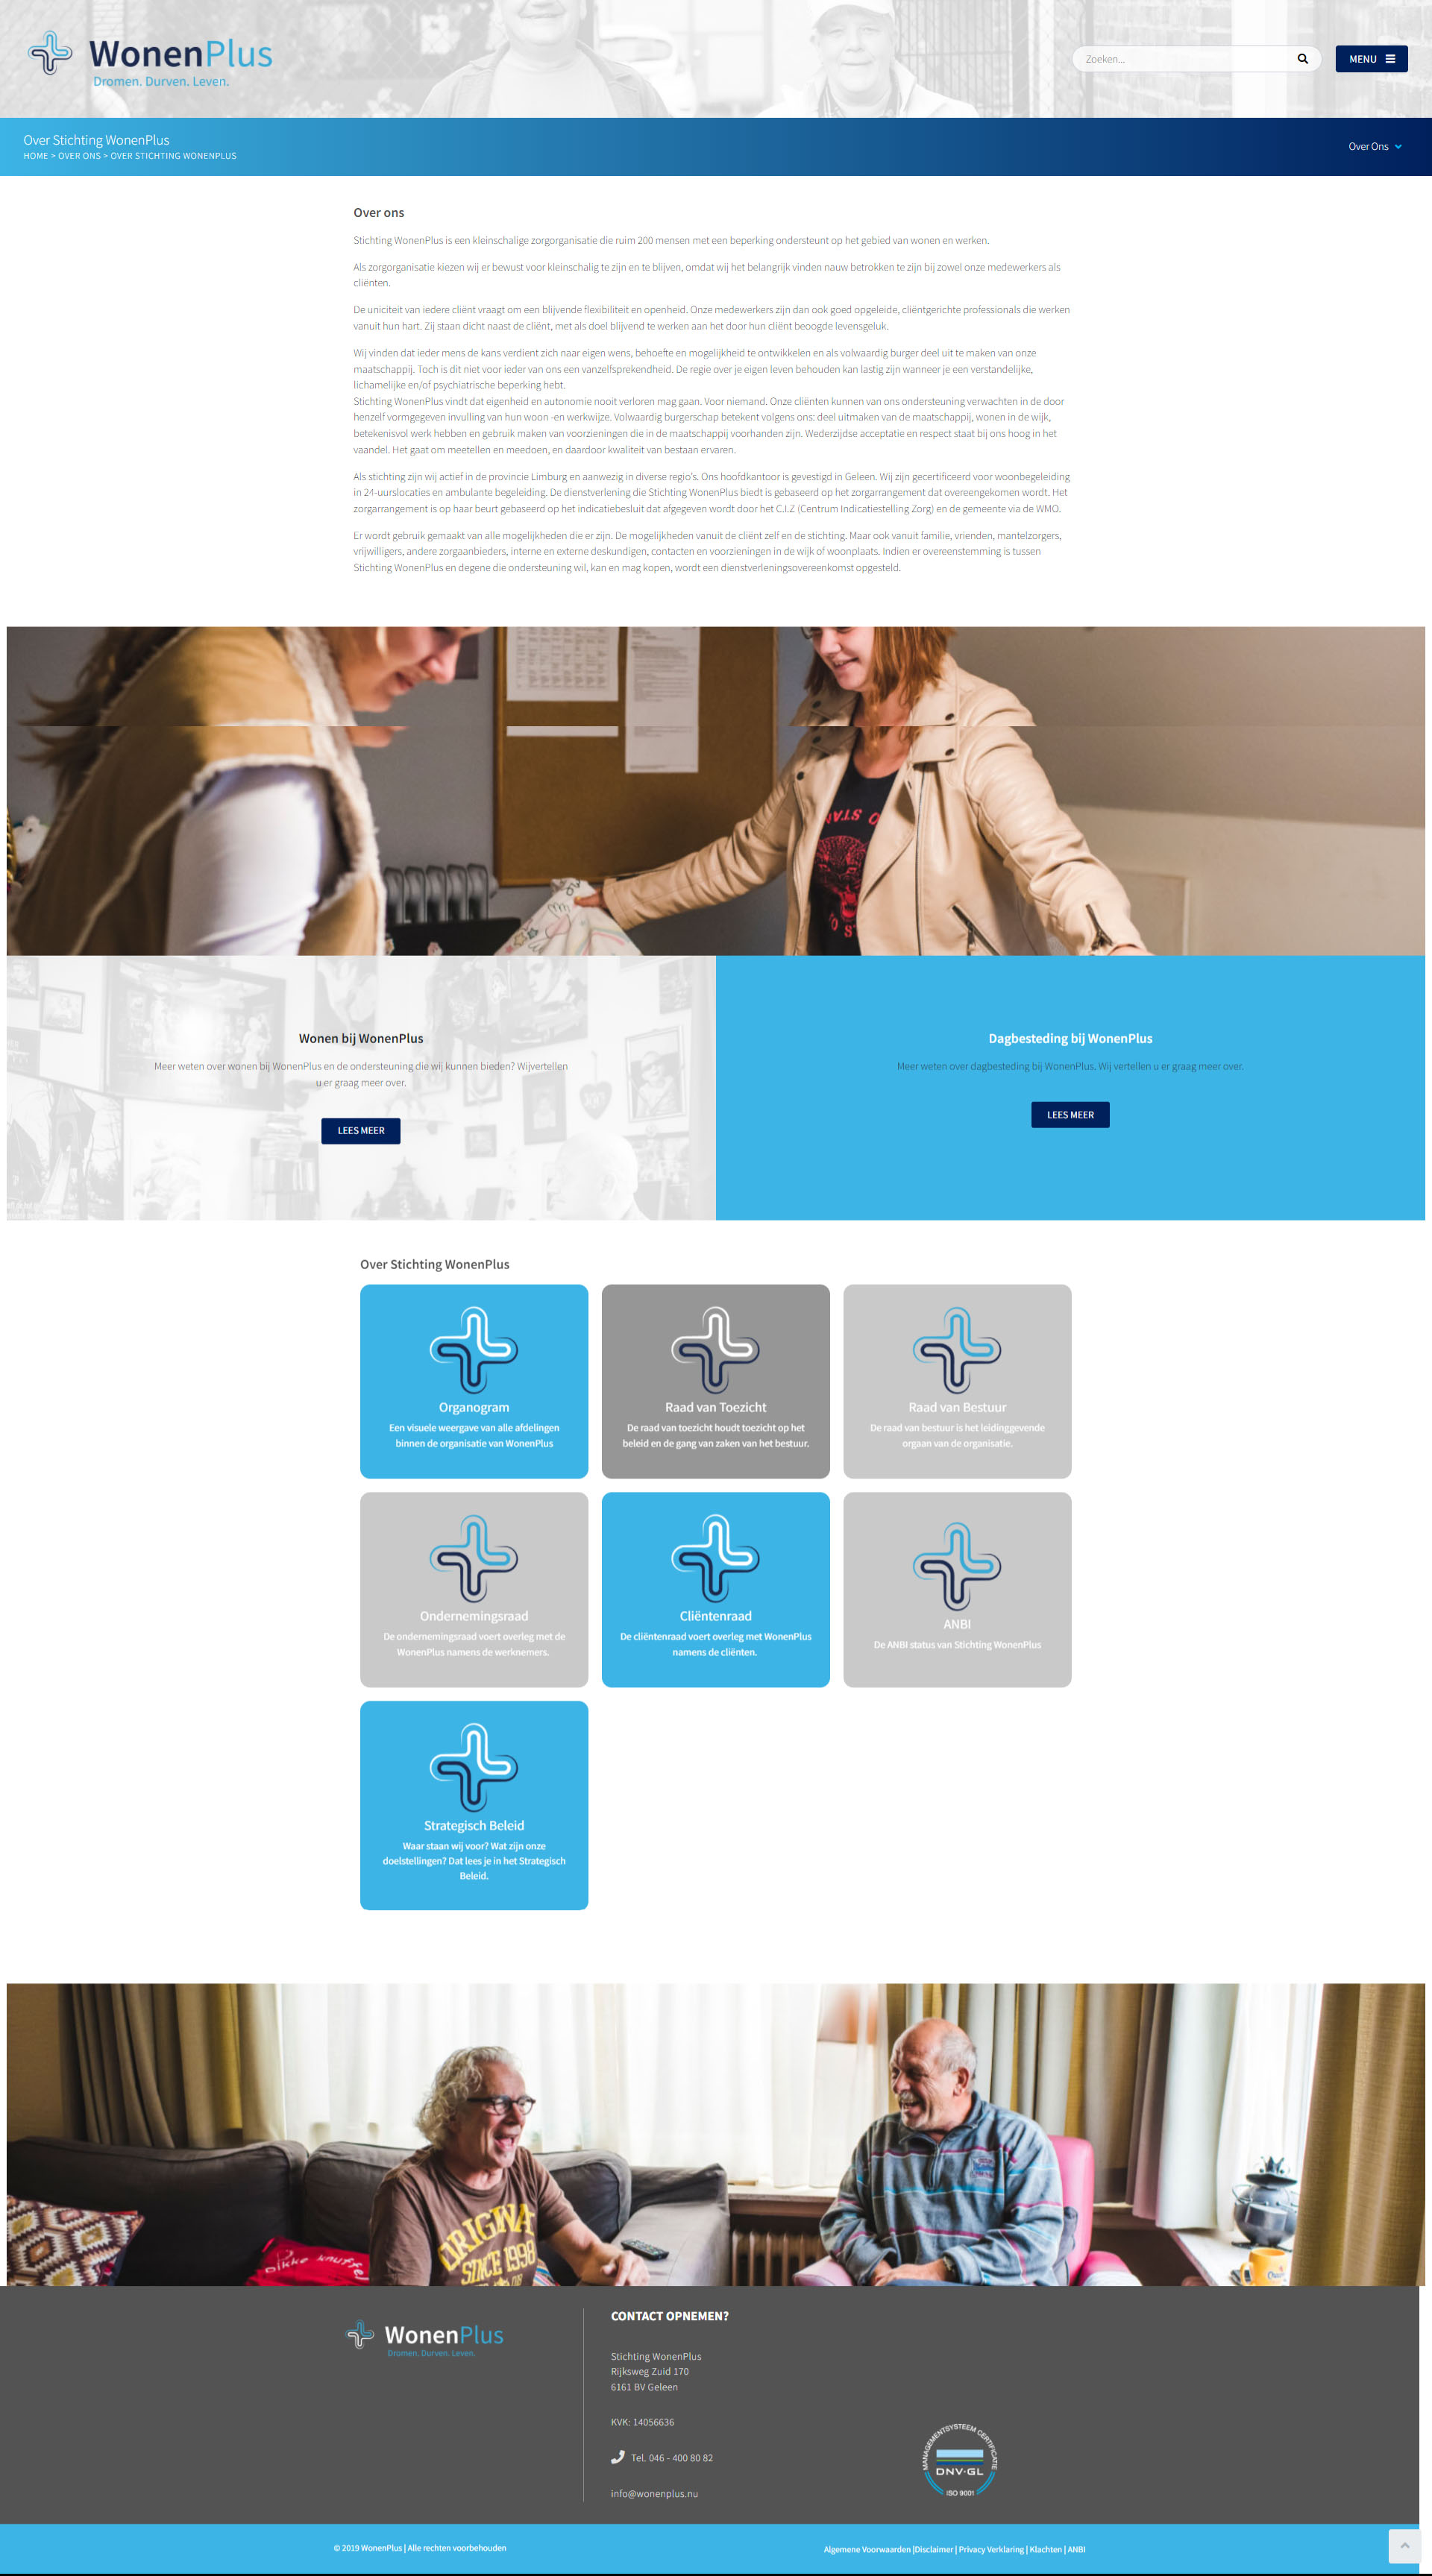 WonenPlus
Dromen. Durven. Leven.
Zoeken...
MENU
Over Stichting WonenPlus
HOME > OVER ONS > OVER STICHTING WONENPLUS
Over Ons
Over ons
Stichting WonenPlus is een kleinschalige zorgorganisatie die ruim 200 mensen met een beperking ondersteunt op het gebied van wonen en werken.
Als zorgorganisatie kiezen wij er bewust voor kleinschalig te zijn en te blijven, omdat wij het belangrijk vinden nauw betrokken te zijn bij zowel onze medewerkers als
cliënten.
De uniciteit van iedere cliënt vraagt om een blijvende flexibiliteit en openheid. Onze medewerkers zijn dan ook goed opgeleide, cliëntgerichte professionals die werken
vanuit hun hart. Zij staan dicht naast de cliënt, met als doel blijvend te werken aan het door hun cliënt beoogde levensgeluk.
Wij vinden dat ieder mens de kans verdient zich naar eigen wens, behoefte en mogelijkheid te ontwikkelen en als volwaardig burger deel uit te maken van onze
maatschappij. Toch is dit niet voor ieder van ons een vanzelfsprekendheid. De regie over je eigen leven behouden kan lastig zijn wanneer je een verstandelijke,
lichamelijke en/of psychiatrische beperking hebt.
Stichting WonenPlus vindt dat eigenheid en autonomie nooit verloren mag gaan. Voor niemand. Onze cliënten kunnen van ons ondersteuning verwachten in de door
henzelf vormgegeven invulling van hun woon -en werkwijze. Volwaardig burgerschap betekent volgens ons: deel uitmaken van de maatschappij, wonen in de wijk,
betekenisvol werk hebben en gebruik maken van voorzieningen die in de maatschappij voorhanden zijn. Wederzijdse acceptatie en respect staat bij ons hoog in het
vaandel. Het gaat om meetellen en meedoen, en daardoor kwaliteit van bestaan ervaren.
Als stichting zijn wij actief in de provincie Limburg en aanwezig in diverse regio's. Ons hoofdkantoor is gevestigd in Geleen. Wij zijn gecertificeerd voor woonbegeleiding
in 24-uurslocaties en ambulante begeleiding. De dienstverlening die Stichting WonenPlus biedt is gebaseerd op het zorgarrangement dat overeengekomen wordt. Het
zorgarrangement is op haar beurt gebaseerd op het indicatiebesluit dat afgegeven wordt door het C.I.Z (Centrum Indicatiestelling Zorg) en de gemeente via de WMO.
Er wordt gebruik gemaakt van alle mogelijkheden die er zijn. De mogelijkheden vanuit de cliënt zelf en de stichting. Maar ook vanuit familie, vrienden, mantelzorgers,
vrijwilligers, andere zorgaanbieders, interne en externe deskundigen, contacten en voorzieningen in de wijk of woonplaats. Indien er overeenstemming is tussen
Stichting WonenPlus en degene die ondersteuning wil, kan en mag kopen, wordt een dienstverleningsovereenkomst opgesteld.
Wonen bij WonenPlus
Meer weten over wonen bij WonenPlus en de ondersteuning die wij kunnen bieden? Wijvertellen
u er graag meer over.
LEES MEER
Dagbesteding bij WonenPlus
Meer weten over dagbesteding bij WonenPlus. Wij vertellen u er graag meer over.
LEES MEER
Over Stichting WonenPlus
Organogram
Een visuele weergave van alle afdelingen
binnen de organisatie van WonenPlus
Raad van Toezicht
De raad van toezicht houdt toezicht op het
beleid en de gang van zaken van het bestuur.
Raad van Bestuur
De raad van bestuur is het leidinggevende
orgaan van de organisatie.
Ondernemingsraad
De ondernemingsraad voert overleg met de
WonenPlus namens de werknemers.
Cliëntenraad
De cliëntenraad voert overleg met WonenPlus
namens de cliënten.
ANBI
De ANBI status van Stichting WonenPlus
Strategisch Beleid
Waar staan wij voor? Wat zijn onze
doelstellingen? Dat lees je in het Strategisch
Beleid.
ORIGINA
SINCE 1998
WonenPlus
Dromen. Durven. Leven.
CONTACT OPNEMEN?
Stichting WonenPlus
Rijksweg Zuid 170
6161 BV Geleen
KVK: 14056636
Tel. 046 - 400 80 82
info@wonenplus.nu
MANAGEMENTSYSTEEM CERTIFICATIE
DNV·GL
ISO 9001
© 2019 WonenPlus | Alle rechten voorbehouden
Algemene Voorwaarden |Disclaimer | Privacy Verklaring | Klachten | ANBI